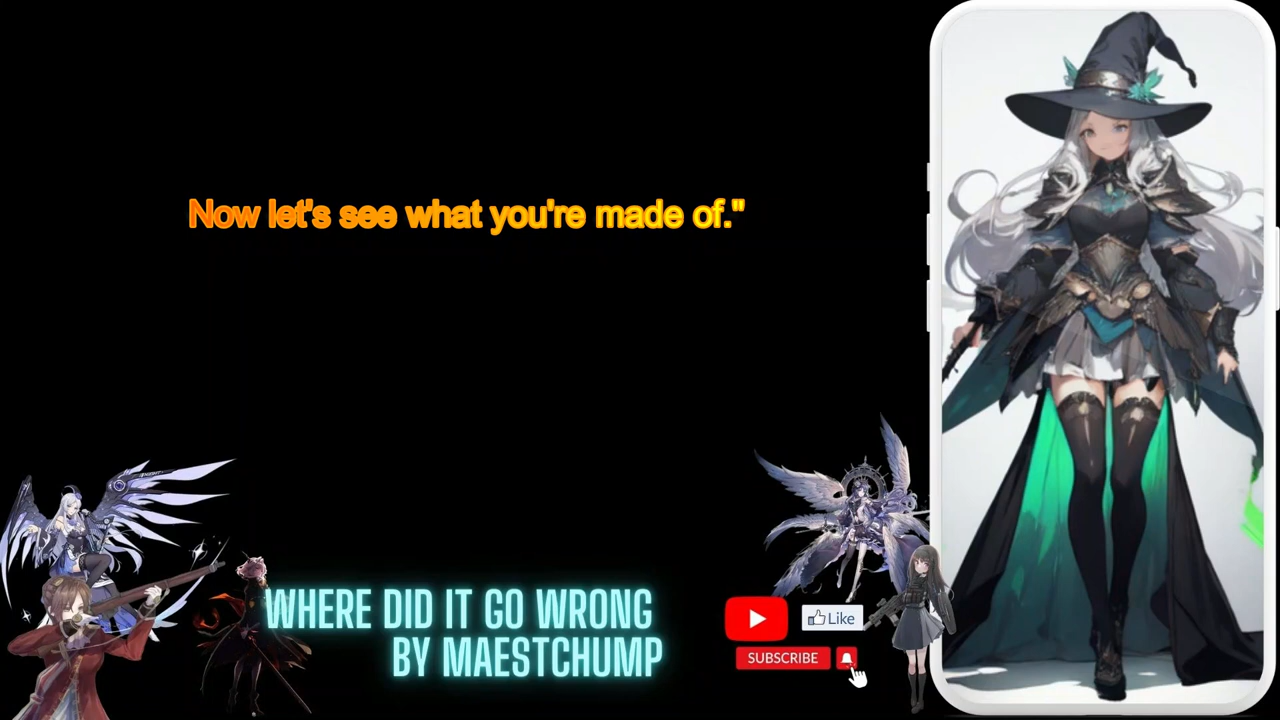 Now let's see what you're made of."
WHERE DID IT GO WRONG
BY MAESTCHUMP
Like
SUBSCRIBE